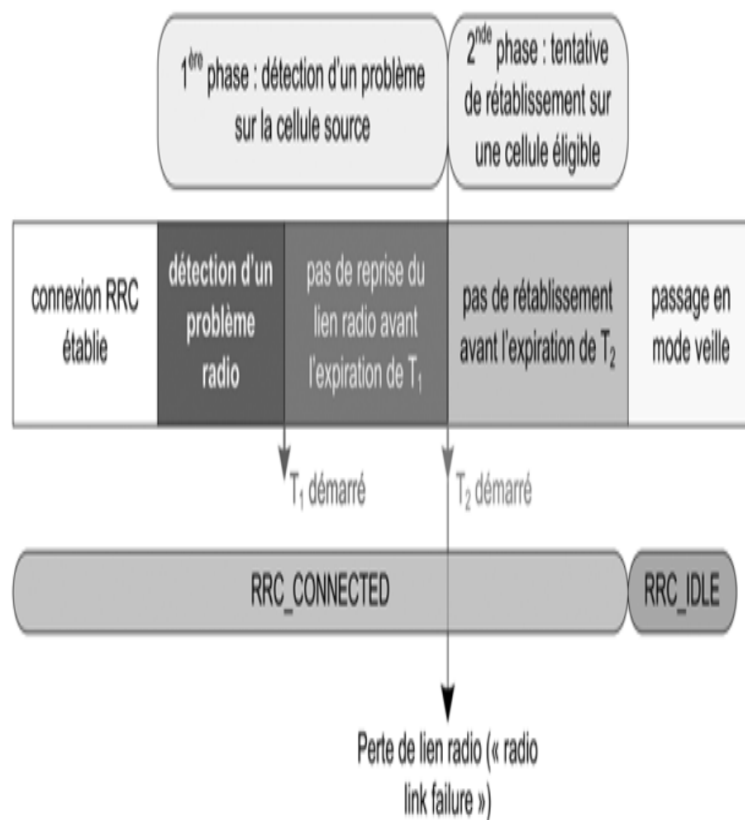 1ère phase : détection d'un problème
sur la cellule source
2nde phase : tentative
de rétablissement sur
une cellule éligible
connexion RRC
établie
détection d'un
problème
radio
pas de reprise du
lien radio avant
l'expiration de T1
pas de rétablissement
avant l'expiration de T2
passage en
mode veille
T1 démarré
T2 démarré
RRC_CONNECTED
RRC_IDLE
Perte de lien radio (« radio
link failure »)